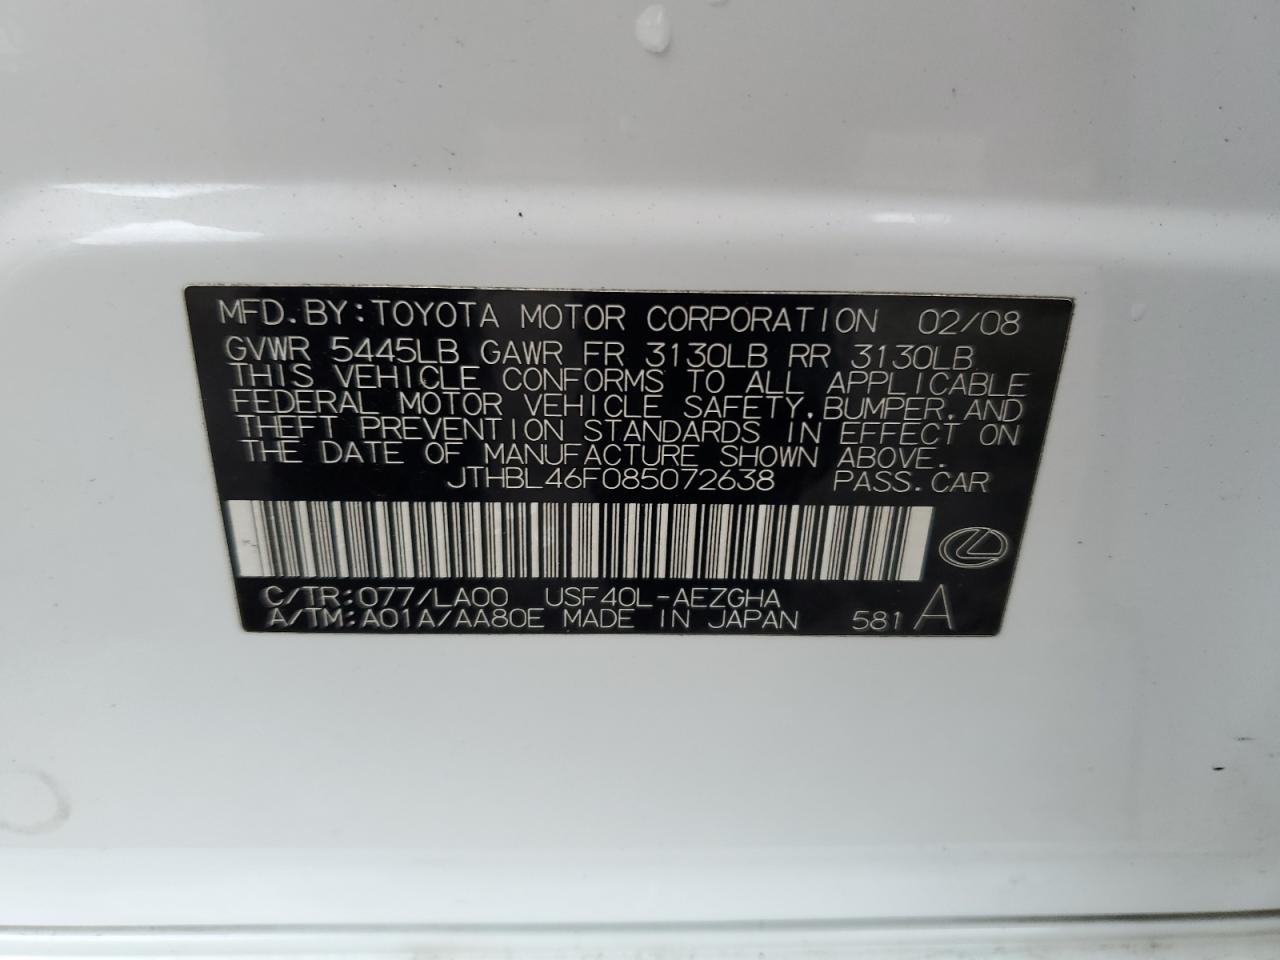 MFD. BY: TOYOTA MOTOR CORPORATION 02/08
GVWR 5445LB GAWR FR 3130LB RR 3130LB
THIS VEHICLE CONFORMS TO ALL APPLICABLE
FEDERAL MOTOR VEHICLE SAFETY, BUMPER, AND
THEFT PREVENTION STANDARDS IN EFFECT ON
THE DATE OF MANUFACTURE SHOWN ABOVE.
JTHBL46F085072638 PASS. CAR
C/TR: 077/LA00 USF40L-AEZGHA
A/TM: A01A/AA80E MADE IN JAPAN 581 A